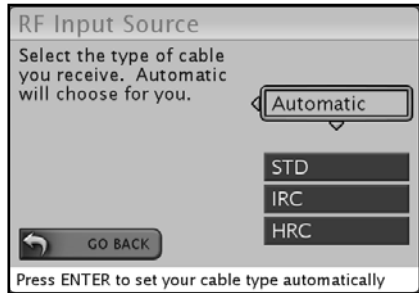 RF Input Source
Select the type of cable
you receive. Automatic
will choose for you.
Automatic
STD
IRC
HRC
GO BACK
Press ENTER to set your cable type automatically